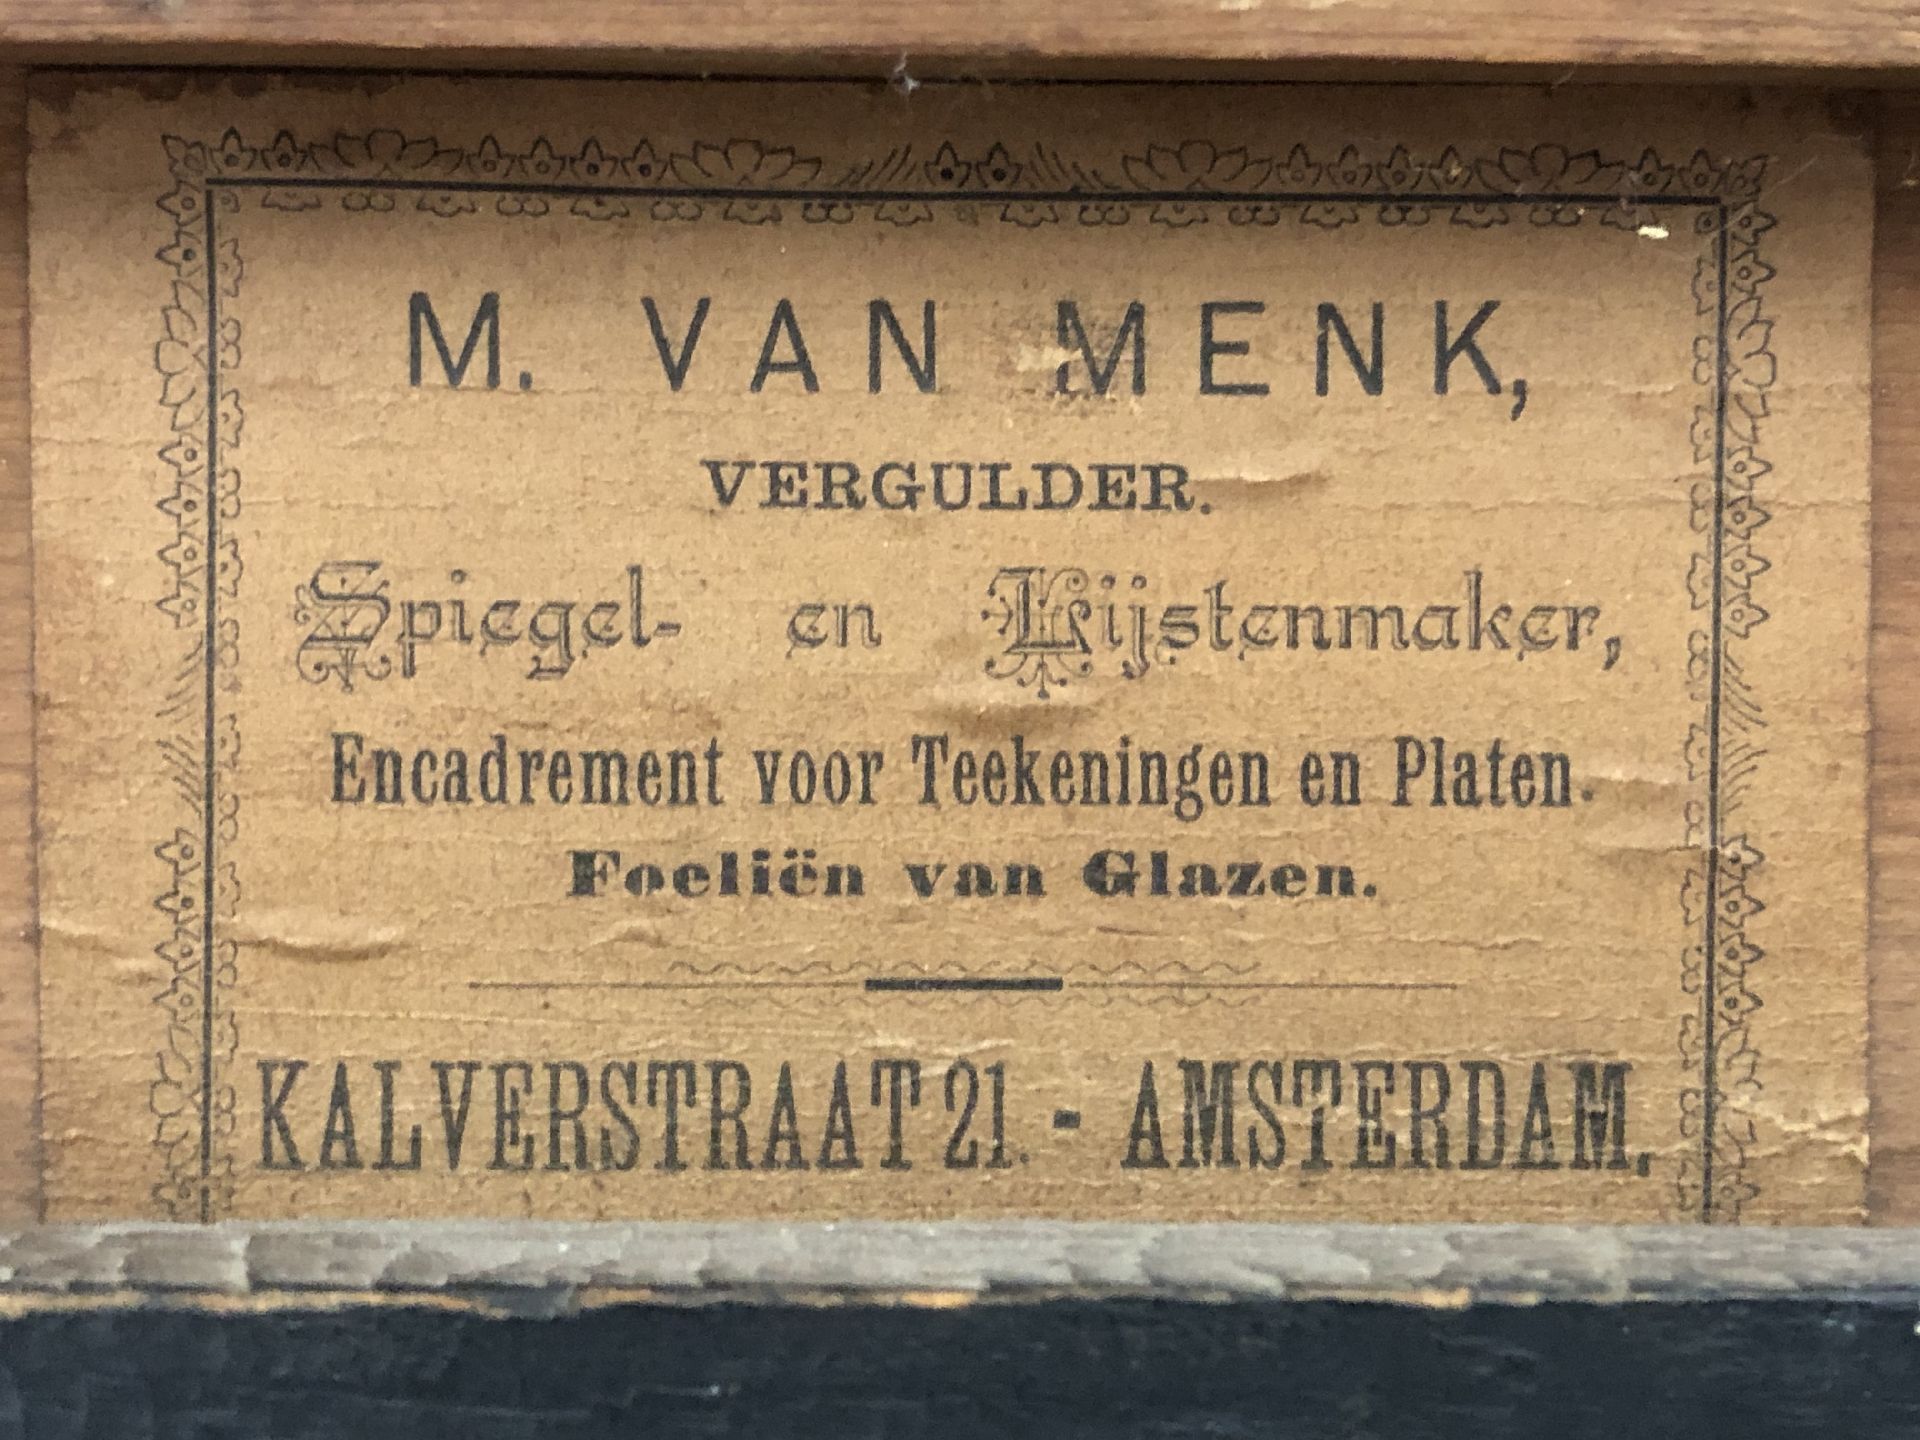 M. VAN MENK,
VERGULDER.
Spiegel- en Lijstenmaker,
Encadrement voor Teekeningen en Platen.
Foeliën van Glazen.
KALVERSTRAAT 21. - AMSTERDAM,